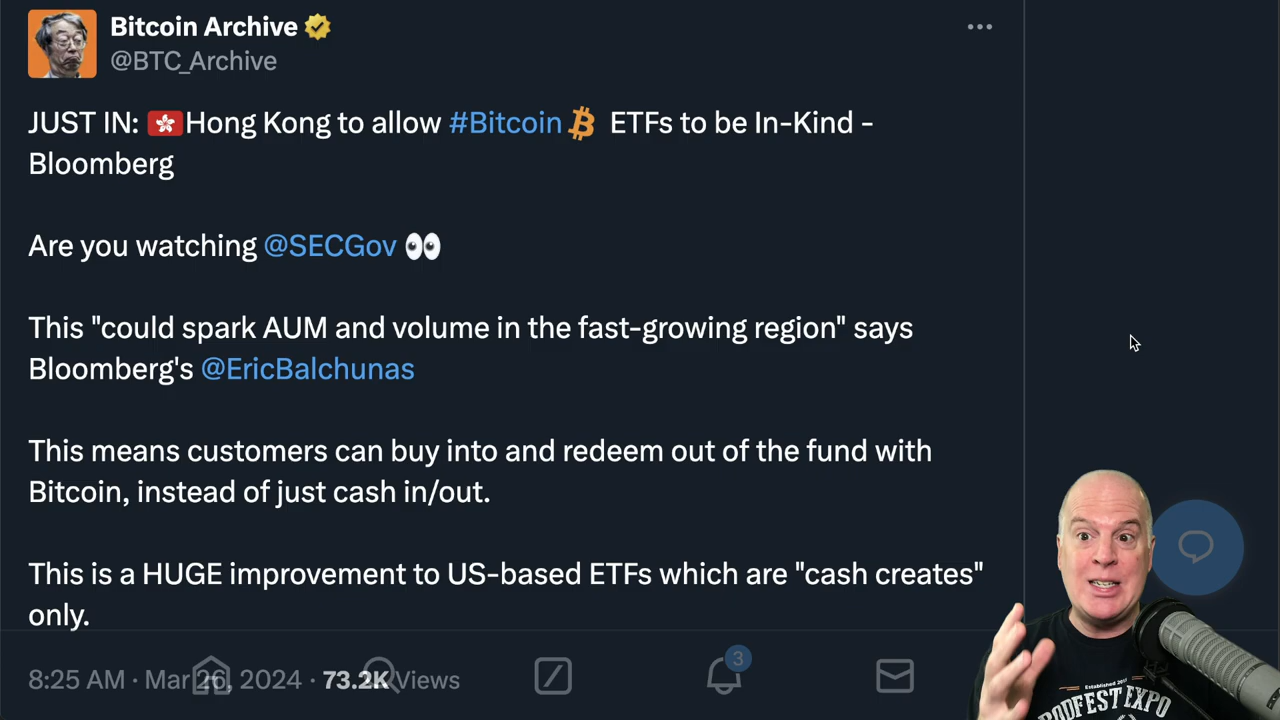 Bitcoin Archive
@BTC_Archive
JUST IN: 🇭🇰Hong Kong to allow #Bitcoin ETFs to be In-Kind -
Bloomberg
Are you watching @SECGov 👀
This "could spark AUM and volume in the fast-growing region" says
Bloomberg's @EricBalchunas
This means customers can buy into and redeem out of the fund with
Bitcoin, instead of just cash in/out.
This is a HUGE improvement to US-based ETFs which are "cash creates"
only.
8:25 AM · Mar 26, 2024 · 73.2K Views
3
PODFEST EXPO